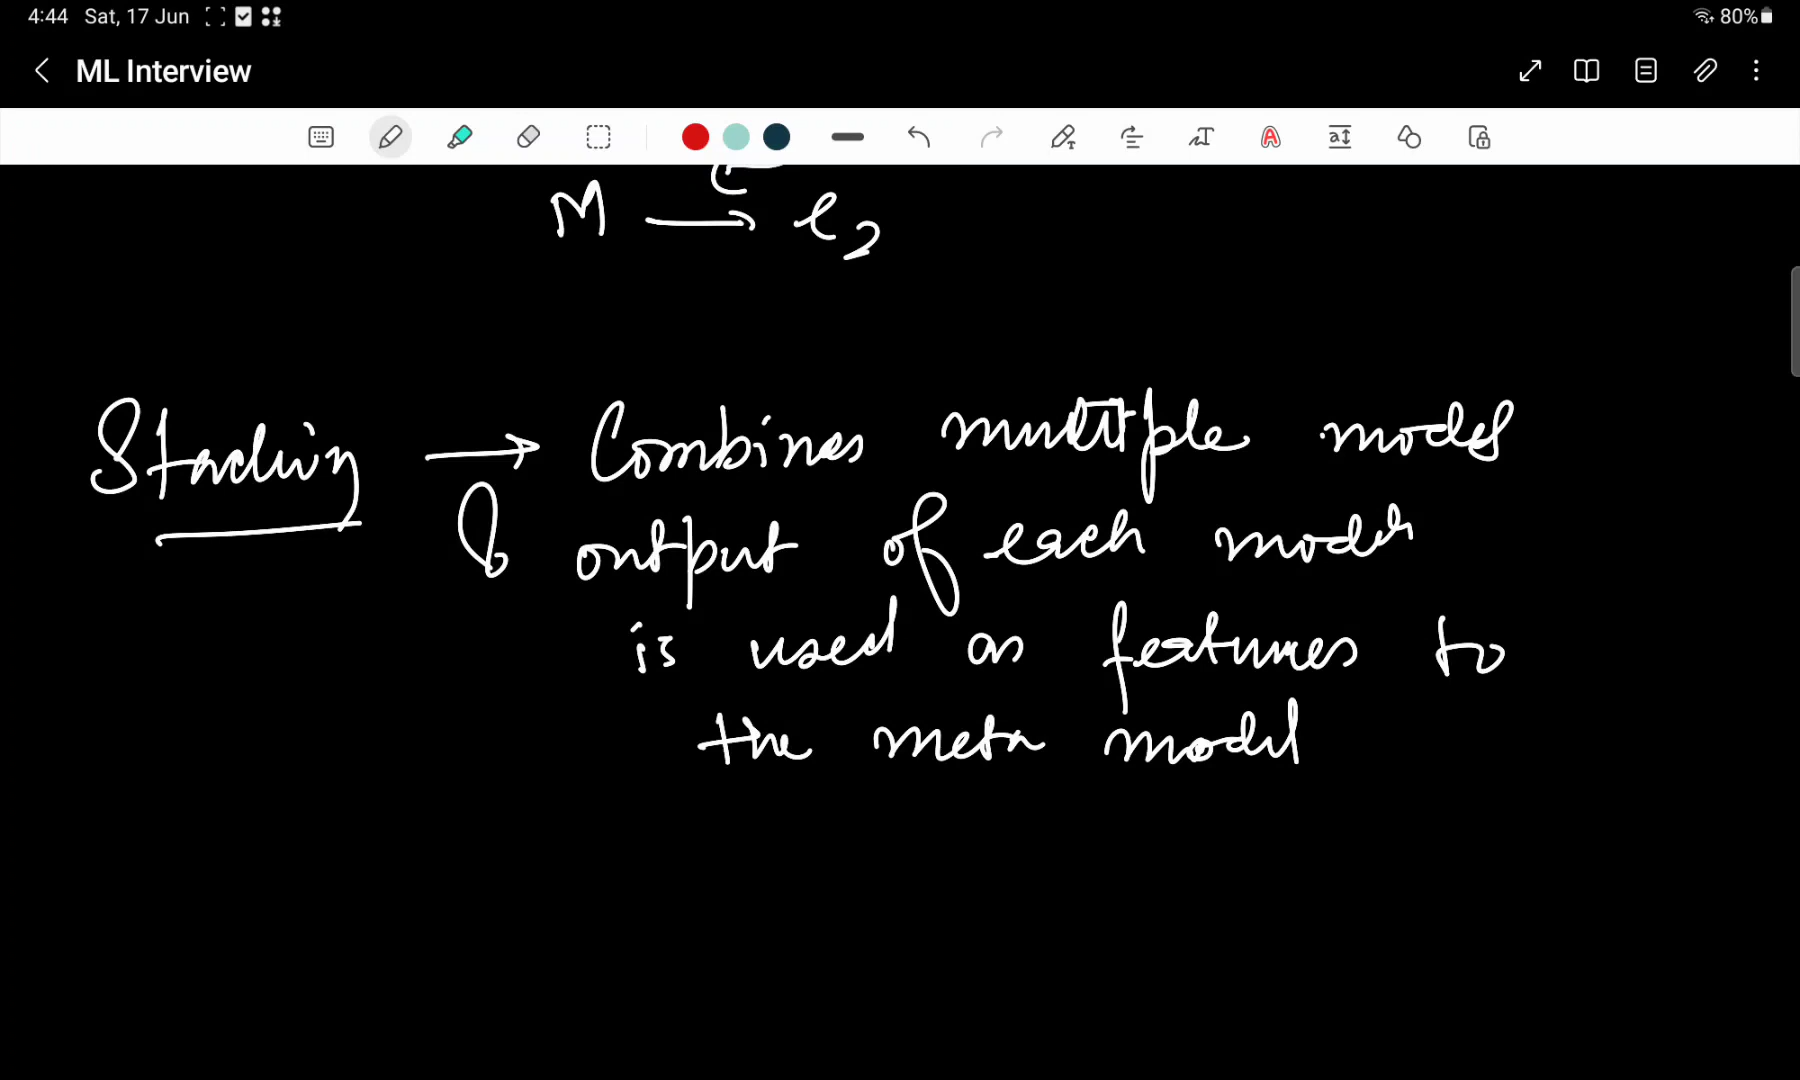 4:44 Sat, 17 Jun 80%
ML Interview
M → e2
Stacking → Combines multiple model
& output of each model
is used as features to
the meta model